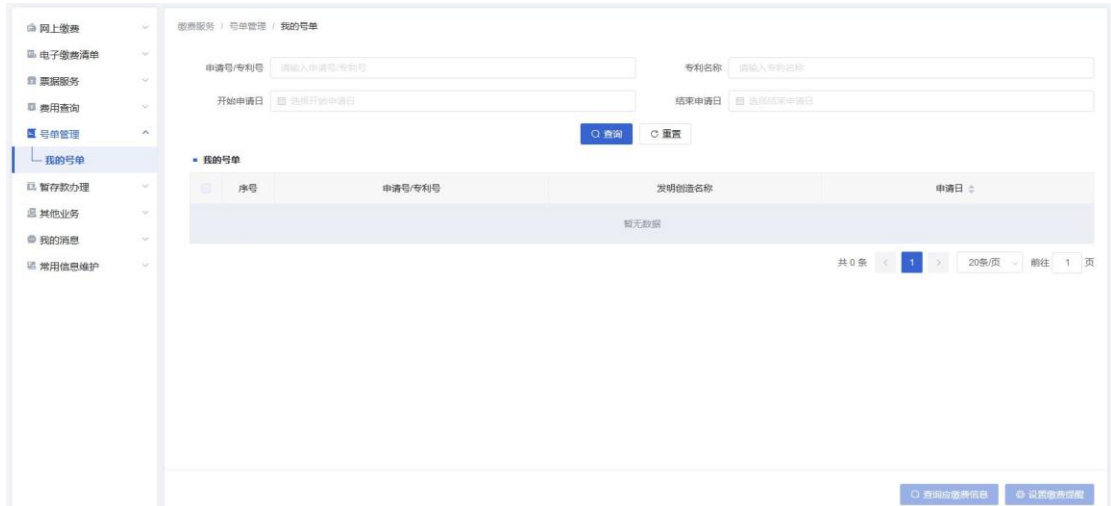 网上缴费
电子缴费清单
票据服务
费用查询
号单管理
我的号单
暂存款办理
其他业务
我的消息
常用信息维护
缴费服务 / 号单管理 / 我的号单
申请号/专利号 请输入申请号/专利号 专利名称 请输入专利名称
开始申请日 选择开始申请日 结束申请日 选择结束申请日
查询 重置
我的号单
序号 申请号/专利号 发明创造名称 申请日
暂无数据
共 0 条 < 1 > 20条/页 前往 1 页
查询应缴费信息 设置缴费提醒